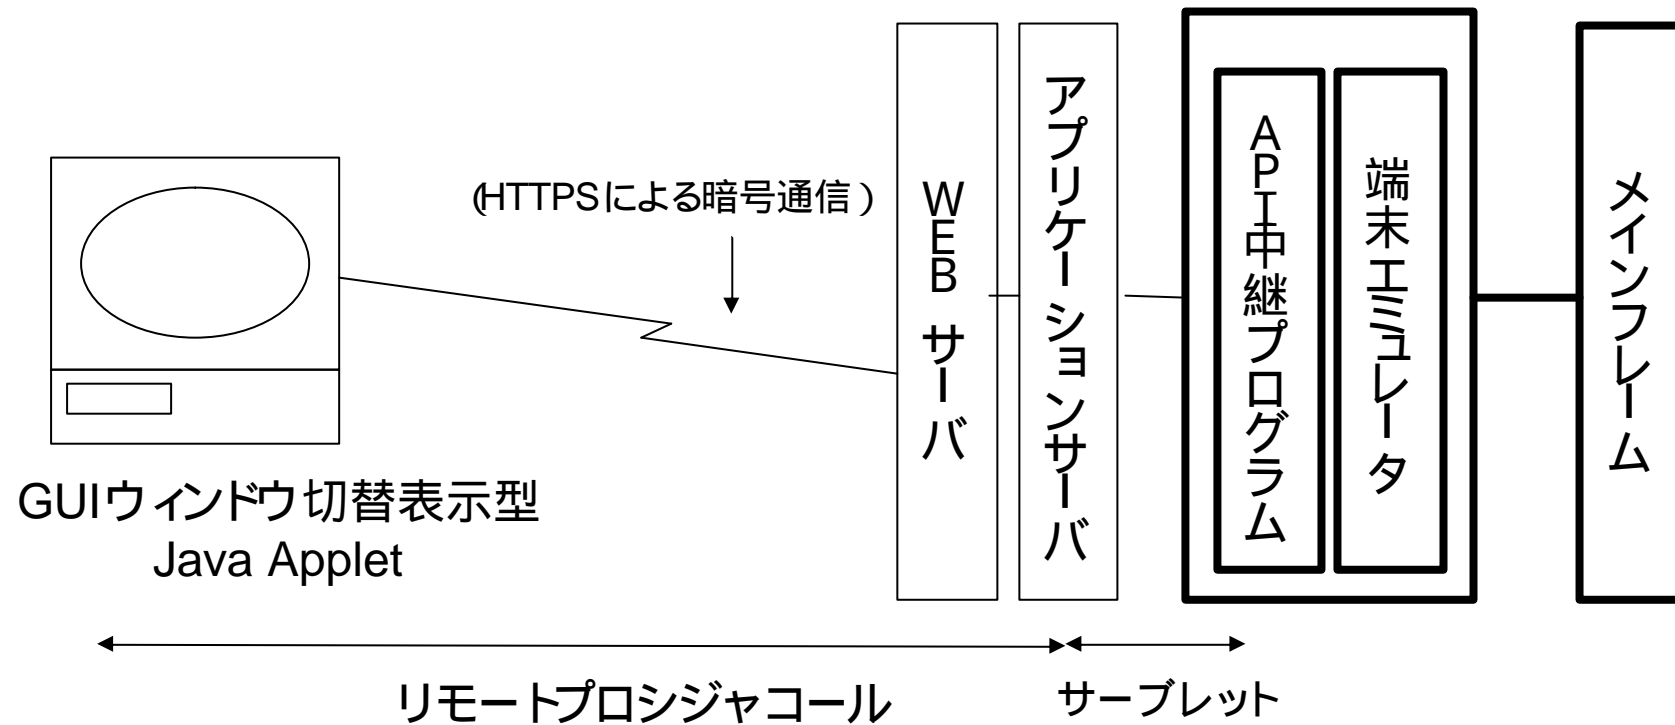 (HTTPSによる暗号通信)
WEBサーバ
アプリケーションサーバ
API中継プログラム
端末エミュレータ
メインフレーム
GUIウィンドウ切替表示型
Java Applet
リモートプロシジャコール
サーブレット